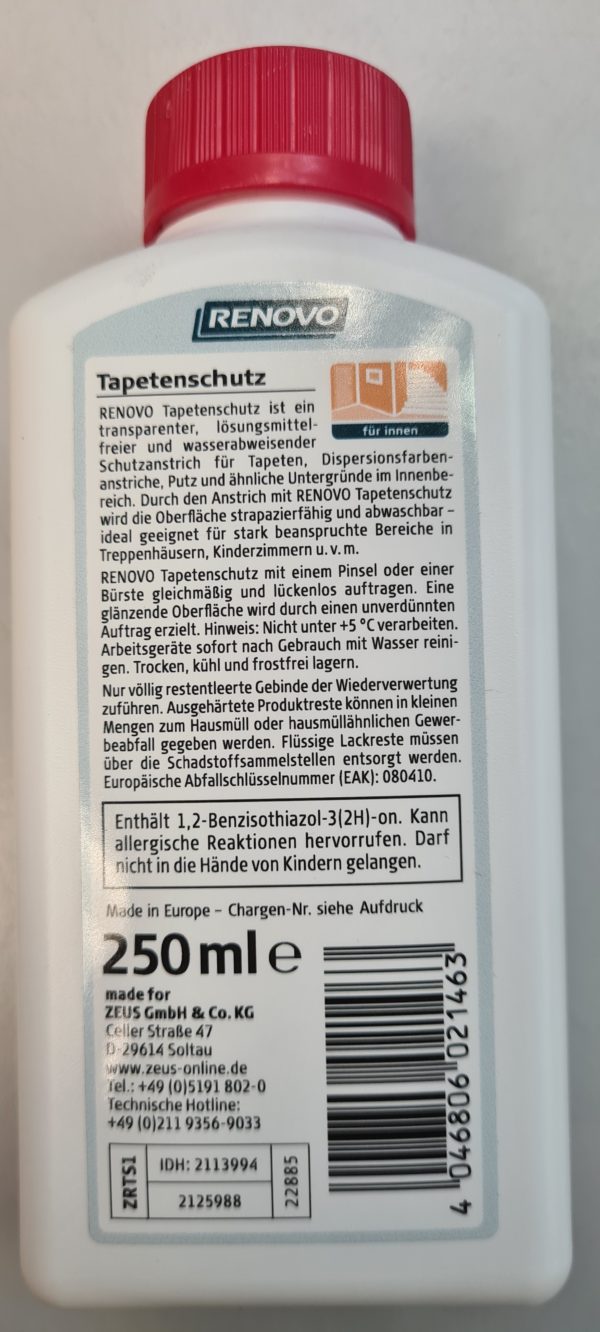 RENOVO
Tapetenschutz
für innen
RENOVO Tapetenschutz ist ein
transparenter, lösungsmittel-
freier und wasserabweisender
Schutzanstrich für Tapeten, Dispersionsfarben-
anstriche, Putz und ähnliche Untergründe im Innenbe-
reich. Durch den Anstrich mit RENOVO Tapetenschutz
wird die Oberfläche strapazierfähig und abwaschbar –
ideal geeignet für stark beanspruchte Bereiche in
Treppenhäusern, Kinderzimmern u. v. m.
RENOVO Tapetenschutz mit einem Pinsel oder einer
Bürste gleichmäßig und lückenlos auftragen. Eine
glänzende Oberfläche wird durch einen unverdünnten
Auftrag erzielt. Hinweis: Nicht unter +5 °C verarbeiten.
Arbeitsgeräte sofort nach Gebrauch mit Wasser reini-
gen. Trocken, kühl und frostfrei lagern.
Nur völlig restentleerte Gebinde der Wiederverwertung
zuführen. Ausgehärtete Produktreste können in kleinen
Mengen zum Hausmüll oder hausmüllähnlichen Gewer-
beabfall gegeben werden. Flüssige Lackreste müssen
über die Schadstoffsammelstellen entsorgt werden.
Europäische Abfallschlüsselnummer (EAK): 080410.
Enthält 1,2-Benzisothiazol-3(2H)-on. Kann
allergische Reaktionen hervorrufen. Darf
nicht in die Hände von Kindern gelangen.
Made in Europe – Chargen-Nr. siehe Aufdruck
250 ml e
made for
ZEUS GmbH & Co. KG
Celler Straße 47
D-29614 Soltau
www.zeus-online.de
Tel.: +49 (0)5191 802-0
Technische Hotline:
+49 (0)211 9356-9033
ZRTS1
IDH: 2113994
2125988
22885
4 046806 021463